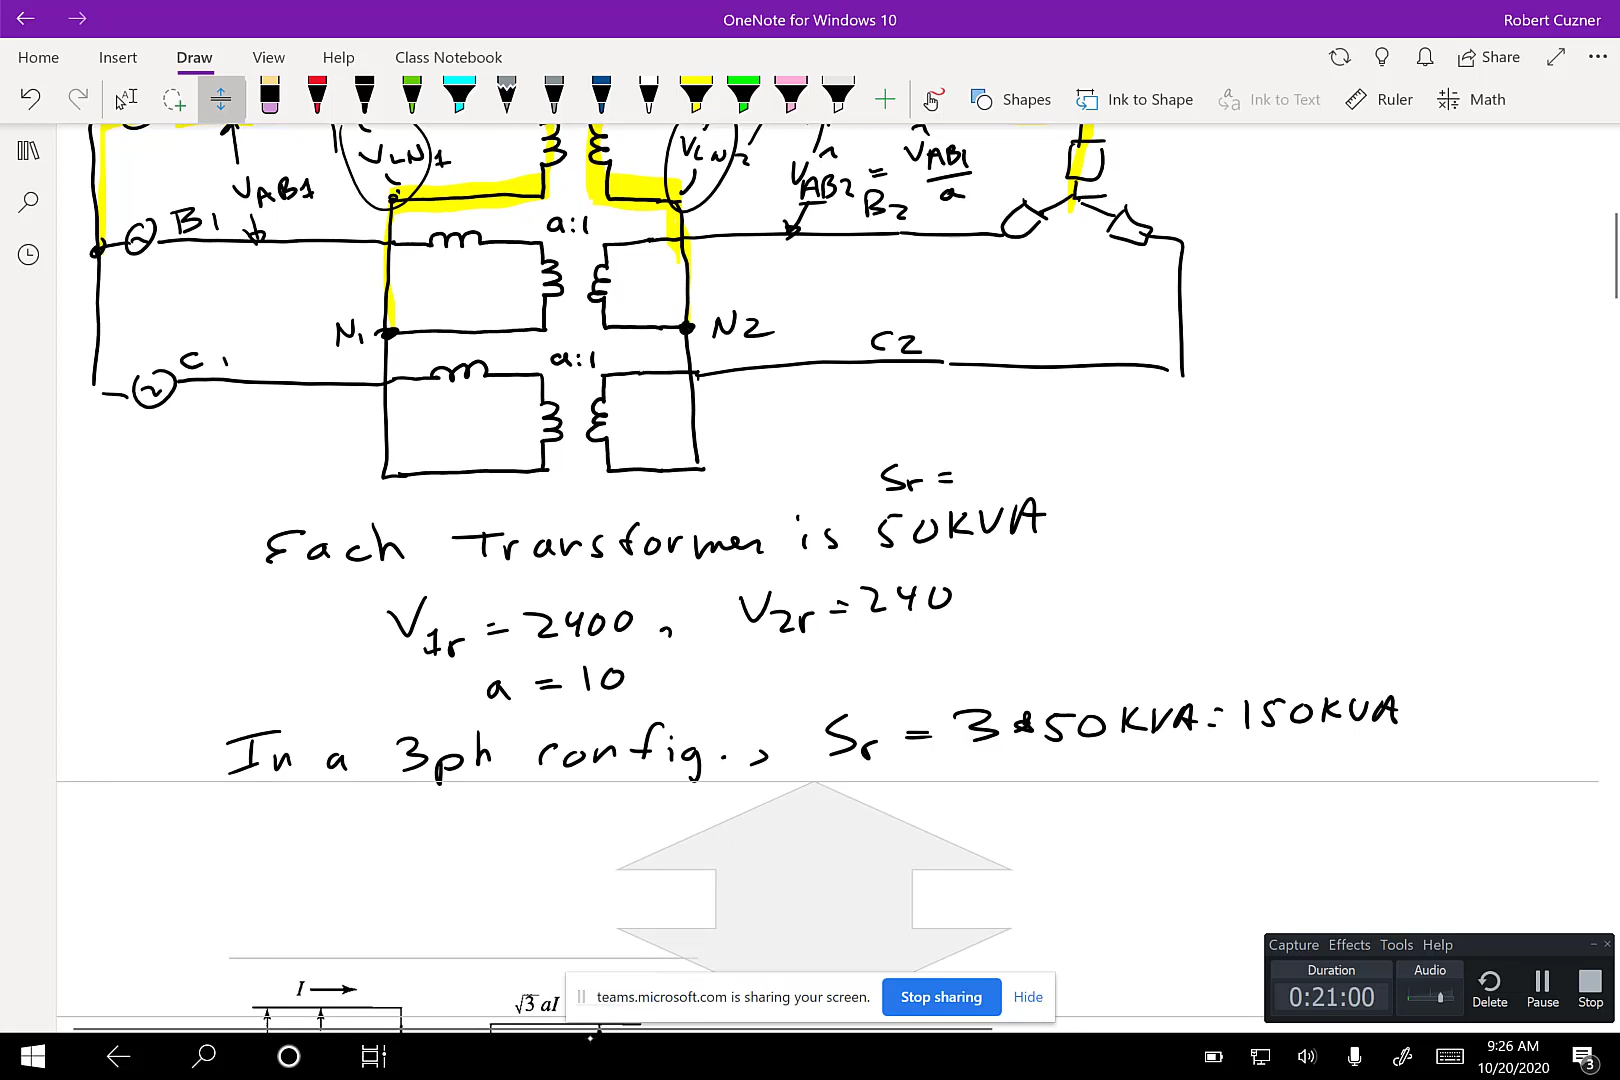 OneNote for Windows 10
Robert Cuzner
Home Insert Draw View Help Class Notebook Share
Shapes Ink to Shape Ink to Text Ruler Math
VLN1
VAB1
VAB2 = VAB1/a
B1
a:1
B2
N1
N2
C1
a:1
C2
Sr =
Each Transformer is 50KVA
V1r = 2400, V2r = 240
a = 10
In a 3ph config., Sr = 3*50KVA = 150KVA
I
√3 aI
teams.microsoft.com is sharing your screen. Stop sharing Hide
Capture Effects Tools Help
Duration Audio
0:21:00 Delete Pause Stop
9:26 AM
10/20/2020
3